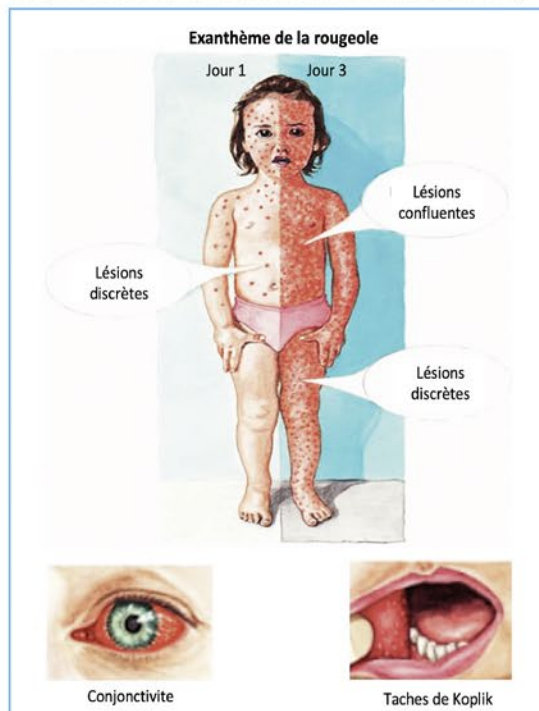 Exanthème de la rougeole
Jour 1
Jour 3
Lésions
confluentes
Lésions
discrètes
Lésions
discrètes
Conjonctivite
Taches de Koplik